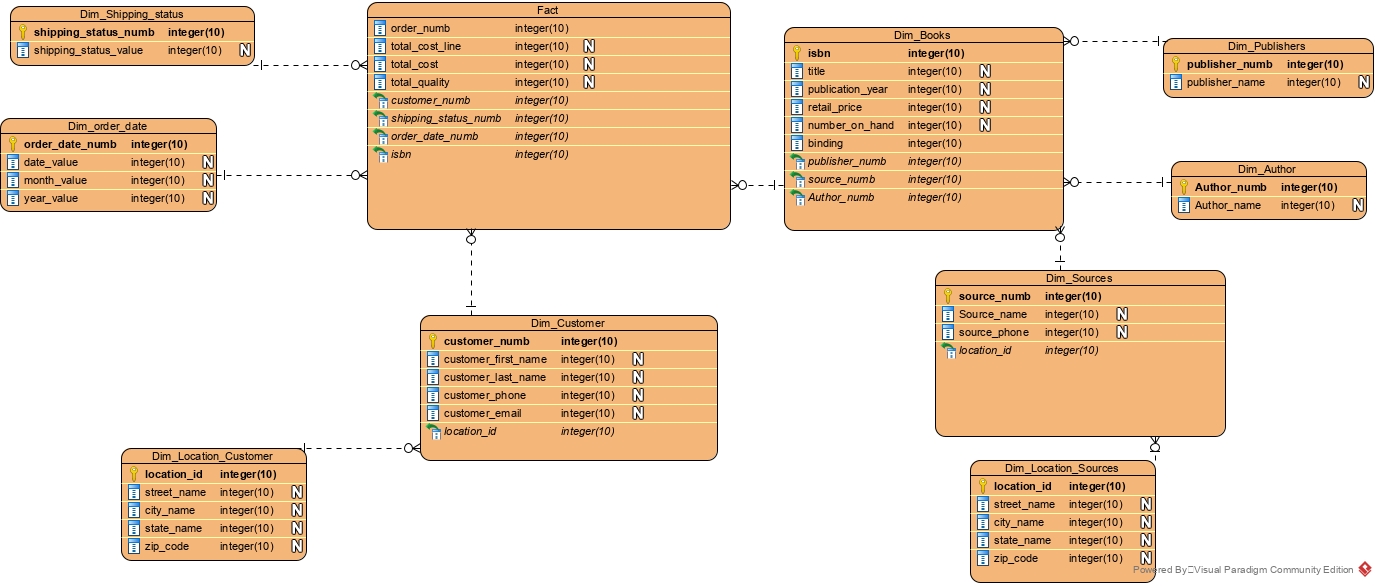 Dim_Shipping_status
shipping_status_numb integer(10)
shipping_status_value integer(10) N
Dim_order_date
order_date_numb integer(10)
date_value integer(10) N
month_value integer(10) N
year_value integer(10) N
Fact
order_numb integer(10)
total_cost_line integer(10) N
total_cost integer(10) N
total_quality integer(10) N
customer_numb integer(10)
shipping_status_numb integer(10)
order_date_numb integer(10)
isbn integer(10)
Dim_Books
isbn integer(10)
title integer(10) N
publication_year integer(10) N
retail_price integer(10) N
number_on_hand integer(10) N
binding integer(10)
publisher_numb integer(10)
source_numb integer(10)
Author_numb integer(10)
Dim_Publishers
publisher_numb integer(10)
publisher_name integer(10) N
Dim_Author
Author_numb integer(10)
Author_name integer(10) N
Dim_Sources
source_numb integer(10)
Source_name integer(10) N
source_phone integer(10) N
location_id integer(10)
Dim_Customer
customer_numb integer(10)
customer_first_name integer(10) N
customer_last_name integer(10) N
customer_phone integer(10) N
customer_email integer(10) N
location_id integer(10)
Dim_Location_Customer
location_id integer(10)
street_name integer(10) N
city_name integer(10) N
state_name integer(10) N
zip_code integer(10) N
Dim_Location_Sources
location_id integer(10)
street_name integer(10) N
city_name integer(10) N
state_name integer(10) N
zip_code integer(10) N
Powered By Visual Paradigm Community Edition